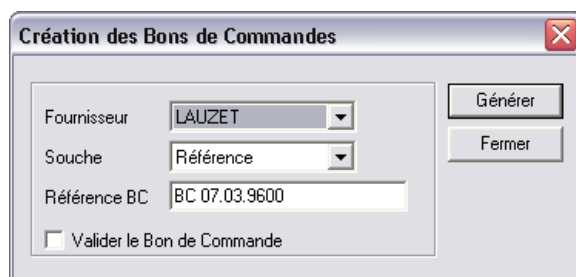 Création des Bons de Commandes
Fournisseur LAUZET Générer
Souche Référence Fermer
Référence BC BC 07.03.9600
Valider le Bon de Commande